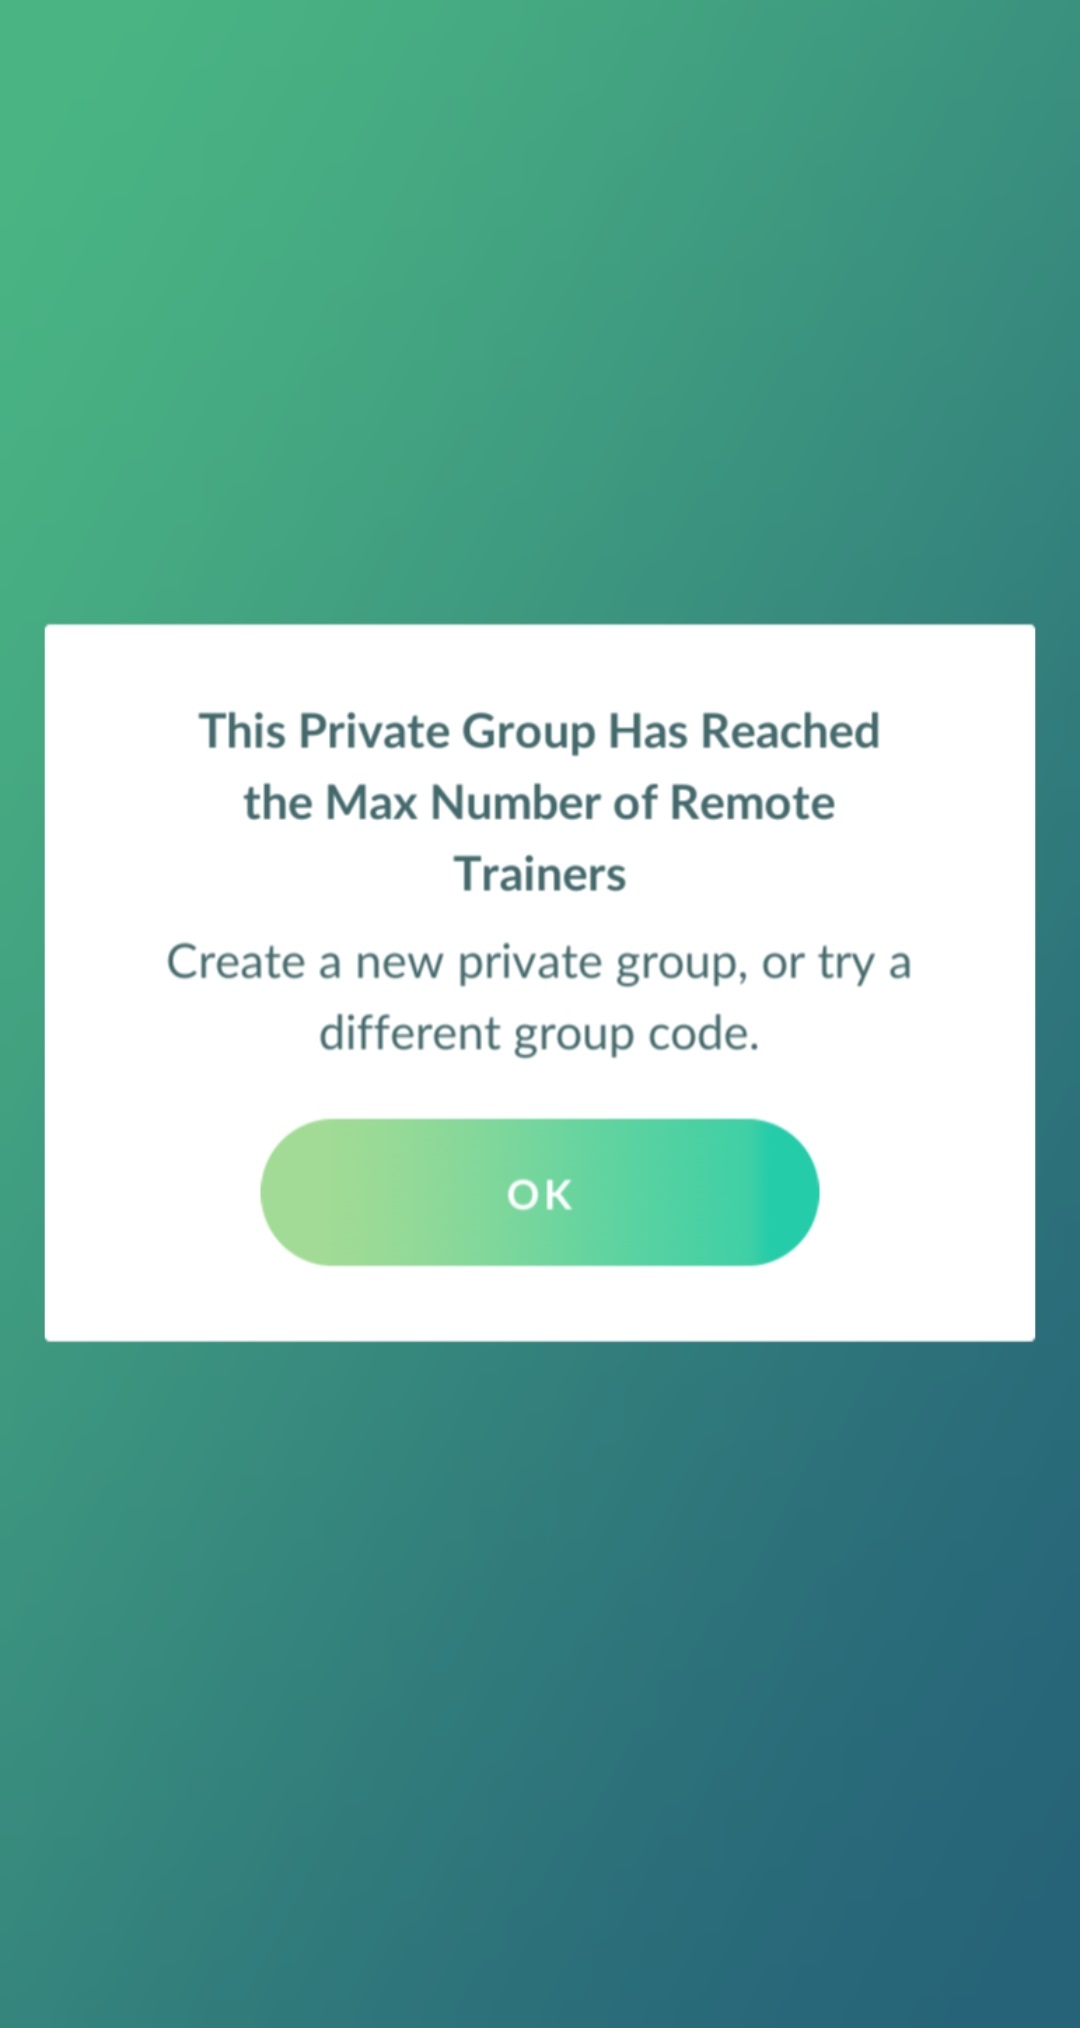 This Private Group Has Reached
the Max Number of Remote
Trainers
Create a new private group, or try a
different group code.
OK